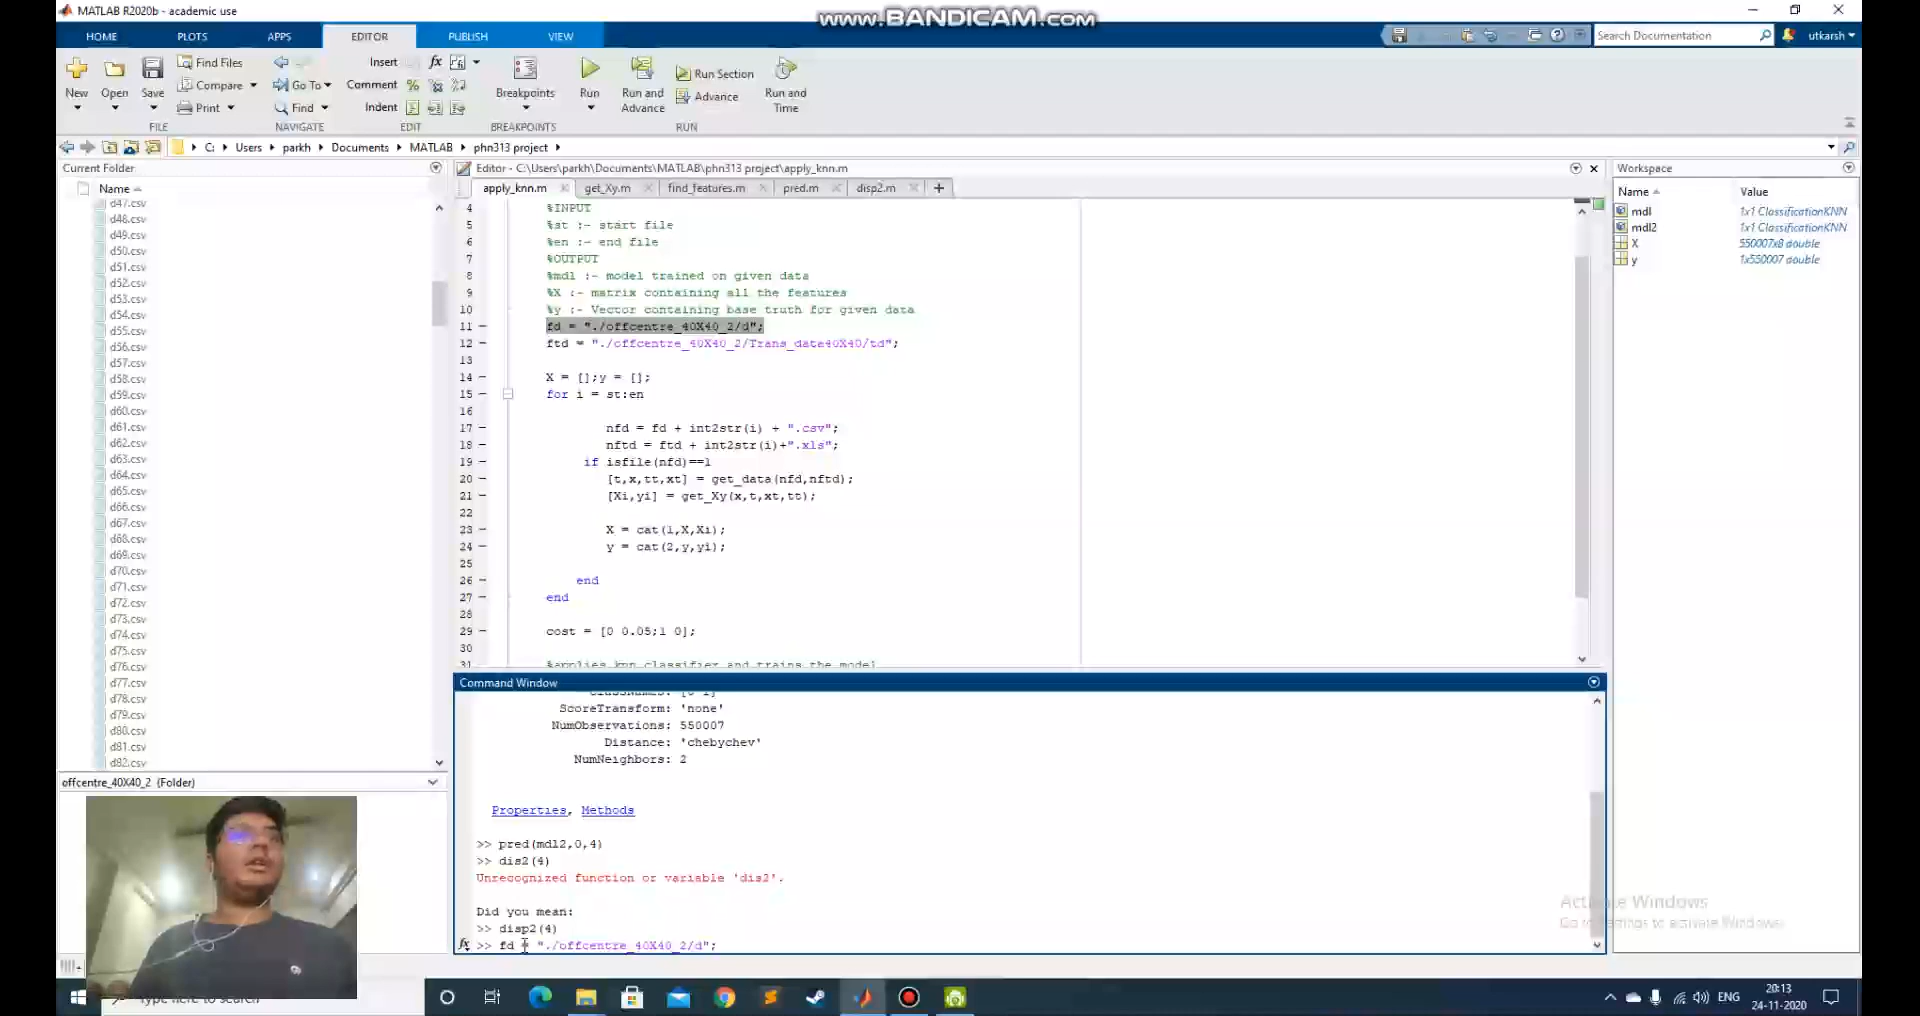 MATLAB R2020b - academic use
www.BANDICAM.com
HOME PLOTS APPS EDITOR PUBLISH VIEW
Search Documentation
utkarsh
New
Open
Save
Find Files
Compare
Print
FILE
Go To
Find
NAVIGATE
Insert
Comment
Indent
EDIT
Breakpoints
BREAKPOINTS
Run
Run and Advance
Run Section
Advance
Run and Time
RUN
C: Users parkh Documents MATLAB phn313 project
Current Folder
Name
d47.csv
d48.csv
d49.csv
d50.csv
d51.csv
d52.csv
d53.csv
d54.csv
d55.csv
d56.csv
d57.csv
d58.csv
d59.csv
d60.csv
d61.csv
d62.csv
d63.csv
d64.csv
d65.csv
d66.csv
d67.csv
d68.csv
d69.csv
d70.csv
d71.csv
d72.csv
d73.csv
d74.csv
d75.csv
d76.csv
d77.csv
d78.csv
d79.csv
d80.csv
d81.csv
d82.csv
offcentre_40X40_2 (Folder)
Editor - C:\Users\parkh\Documents\MATLAB\phn313 project\apply_knn.m
apply_knn.m get_Xy.m find_features.m pred.m disp2.m
4 %INPUT
5 %st :- start file
6 %en :- end file
7 %OUTPUT
8 %mdl :- model trained on given data
9 %X :- matrix containing all the features
10 %y :- Vector containing base truth for given data
11 fd = "./offcentre_40X40_2/d";
12 ftd = "./offcentre_40X40_2/Trans_data40X40/td";
13
14 X = [];y = [];
15 for i = st:en
16
17 nfd = fd + int2str(i) + ".csv";
18 nftd = ftd + int2str(i)+".xls";
19 if isfile(nfd)==1
20 [t,x,tt,xt] = get_data(nfd,nftd);
21 [Xi,yi] = get_Xy(x,t,xt,tt);
22
23 X = cat(1,X,Xi);
24 y = cat(2,y,yi);
25
26 end
27 end
28
29 cost = [0 0.05;1 0];
30
31 %applies knn classifier and trains the model
Command Window
ClassNames: [0 1]
ScoreTransform: 'none'
NumObservations: 550007
Distance: 'chebychev'
NumNeighbors: 2
Properties, Methods
>> pred(mdl2,0,4)
>> dis2(4)
Unrecognized function or variable 'dis2'.
Did you mean:
>> disp2(4)
fx >> fd = "./offcentre_40X40_2/d";
Workspace
Name Value
mdl 1x1 ClassificationKNN
mdl2 1x1 ClassificationKNN
X 550007x8 double
y 1x550007 double
Activate Windows
Go to Settings to activate Windows.
Type here to search
ENG
20:13
24-11-2020